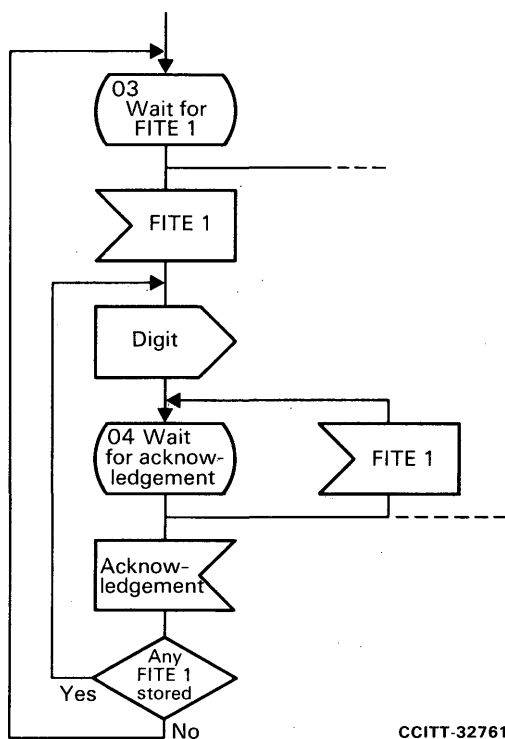 03
Wait for
FITE 1
FITE 1
Digit
04 Wait
for acknow-
ledgement
FITE 1
Acknow-
ledgement
Any
FITE 1
stored
Yes
No
CCITT-32761